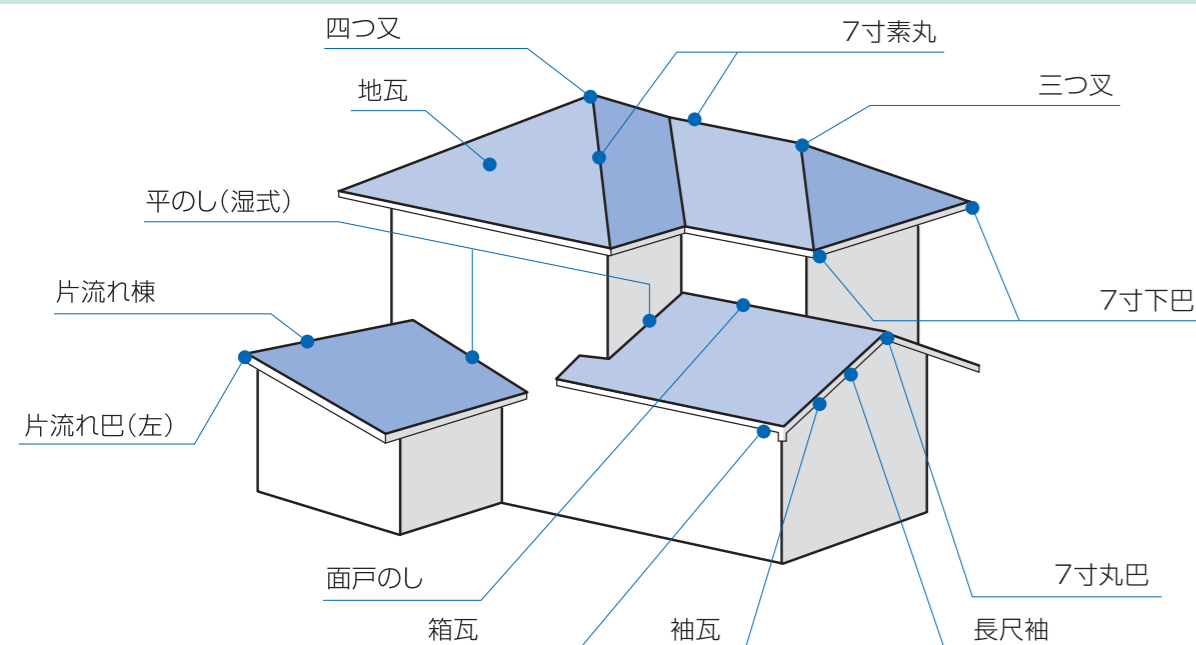 四つ又
7寸素丸
地瓦
三つ叉
平のし(湿式)
片流れ棟
7寸下巴
片流れ巴(左)
面戸のし
7寸丸巴
箱瓦
袖瓦
長尺袖